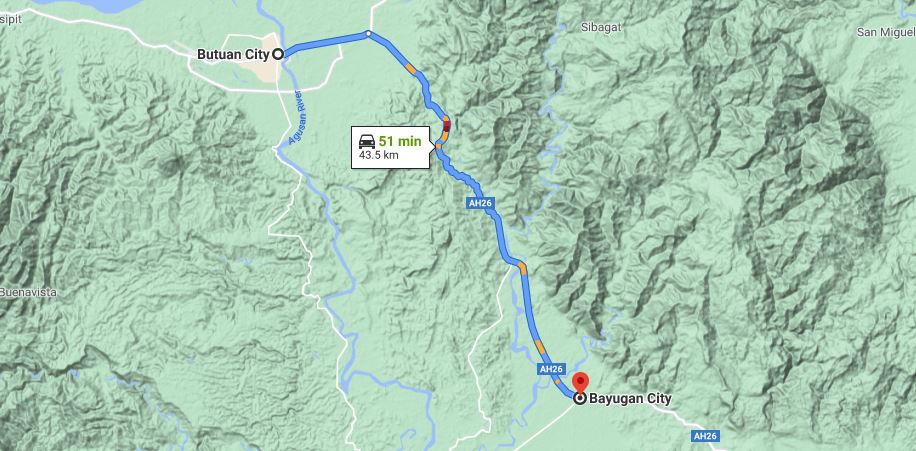 sipit
Sibagat
San Miguel
Butuan City
Agusan River
51 min
43.5 km
AH26
Buenavista
AH26
Bayugan City
AH26